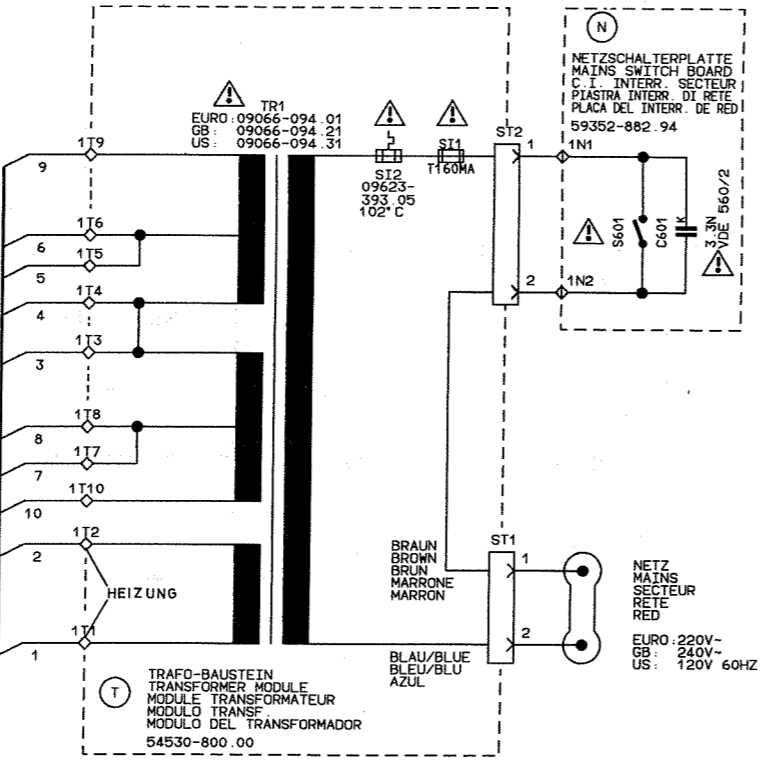 N
NETZSCHALTERPLATTE
MAINS SWITCH BOARD
C.I. INTERR. SECTEUR
PIASTRA INTERR. DI RETE
PLACA DEL INTERR. DE RED
59352-882.94
TR1
EURO:09066-094.01
GB: 09066-094.21
US: 09066-094.31
SI2
09623-
393.05
102°C
SI1
T160MA
ST2
1
1N1
2
1N2
S601
C601
K
3.3N
VDE 560/2
1T9
9
1T6
6
1T5
5
1T4
4
1T3
3
1T8
8
1T7
7
1T10
10
1T2
2
HEIZUNG
1T1
1
BRAUN
BROWN
BRUN
MARRONE
MARRON
ST1
1
2
BLAU/BLUE
BLEU/BLU
AZUL
NETZ
MAINS
SECTEUR
RETE
RED
EURO:220V~
GB: 240V~
US: 120V 60HZ
T
TRAFO-BAUSTEIN
TRANSFORMER MODULE
MODULE TRANSFORMATEUR
MODULO TRANSF.
MODULO DEL TRANSFORMADOR
54530-800.00